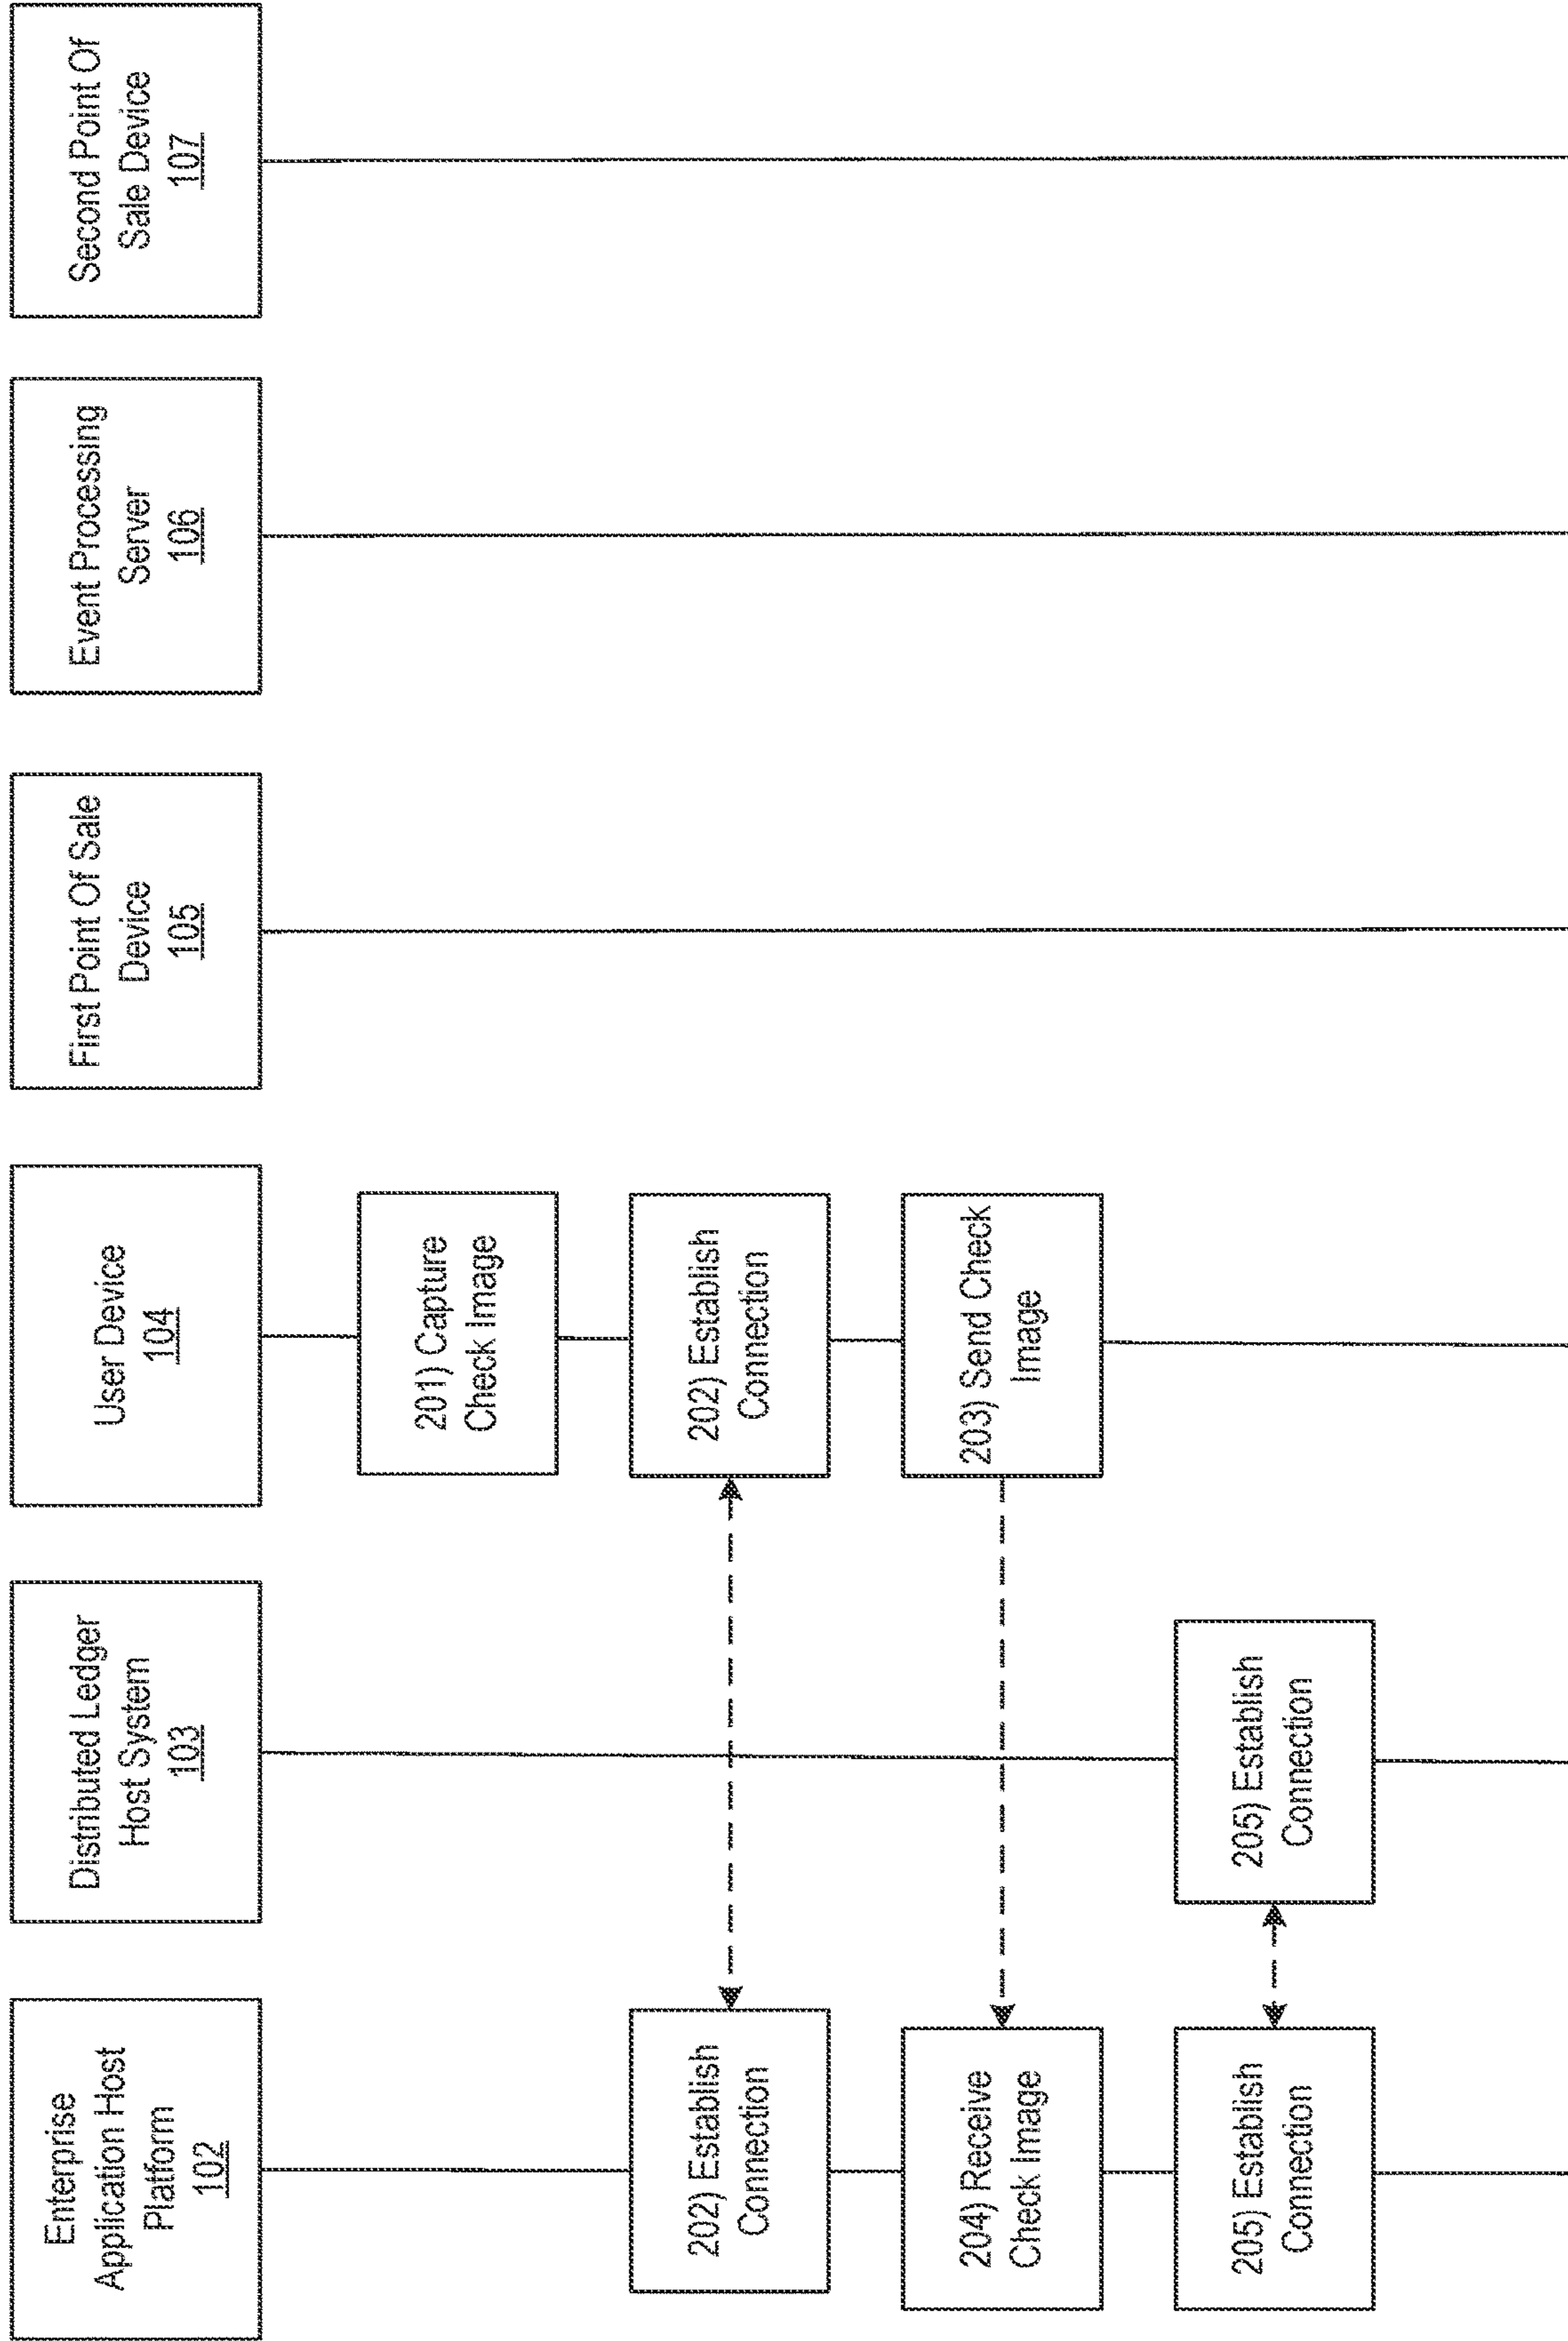 Enterprise
Application Host
Platform
102
Distributed Ledger
Host System
103
User Device
104
First Point Of Sale
Device
105
Event Processing
Server
106
Second Point Of
Sale Device
107
201) Capture
Check Image
202) Establish
Connection
202) Establish
Connection
204) Receive
Check Image
203) Send Check
Image
205) Establish
Connection
205) Establish
Connection